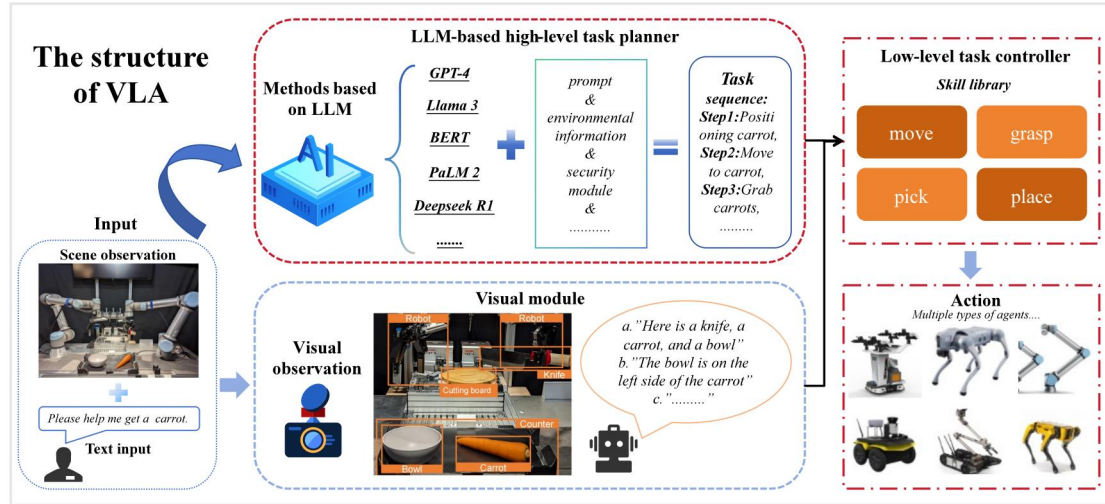 The structure
of VLA
Input
Scene observation
Please help me get a carrot.
Text input
LLM-based high-level task planner
Methods based
on LLM
GPT-4
Llama 3
BERT
PaLM 2
Deepseek R1
.......
prompt
&
environmental
information
&
security
module
&
...........
Task
sequence:
Step1:Positi
oning carrot,
Step2:Move
to carrot,
Step3:Grab
carrots,
.........
Visual module
Visual
observation
Robot
Robot
Knife
Cutting board
Counter
Bowl
Carrot
a."Here is a knife, a
carrot, and a bowl"
b."The bowl is on the
left side of the carrot"
c."........."
Low-level task controller
Skill library
move
grasp
pick
place
Action
Multiple types of agents....
AI